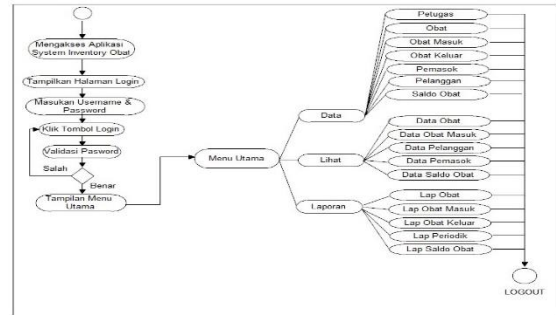 Mengakses Aplikasi
System Inventory Obat
Tampilkan Halaman Login
Masukan Username &
Password
Klik Tombol Login
Validasi Pasword
Salah
Benar
Tampilan Menu
Utama
Menu Utama
Data
Lihat
Laporan
Petugas
Obat
Obat Masuk
Obat Keluar
Pemasok
Pelanggan
Saldo Obat
Data Obat
Data Obat Masuk
Data Pelanggan
Data Pemasok
Data Saldo Obat
Lap Obat
Lap Obat Masuk
Lap Obat Keluar
Lap Periodik
Lap Saldo Obat
LOGOUT